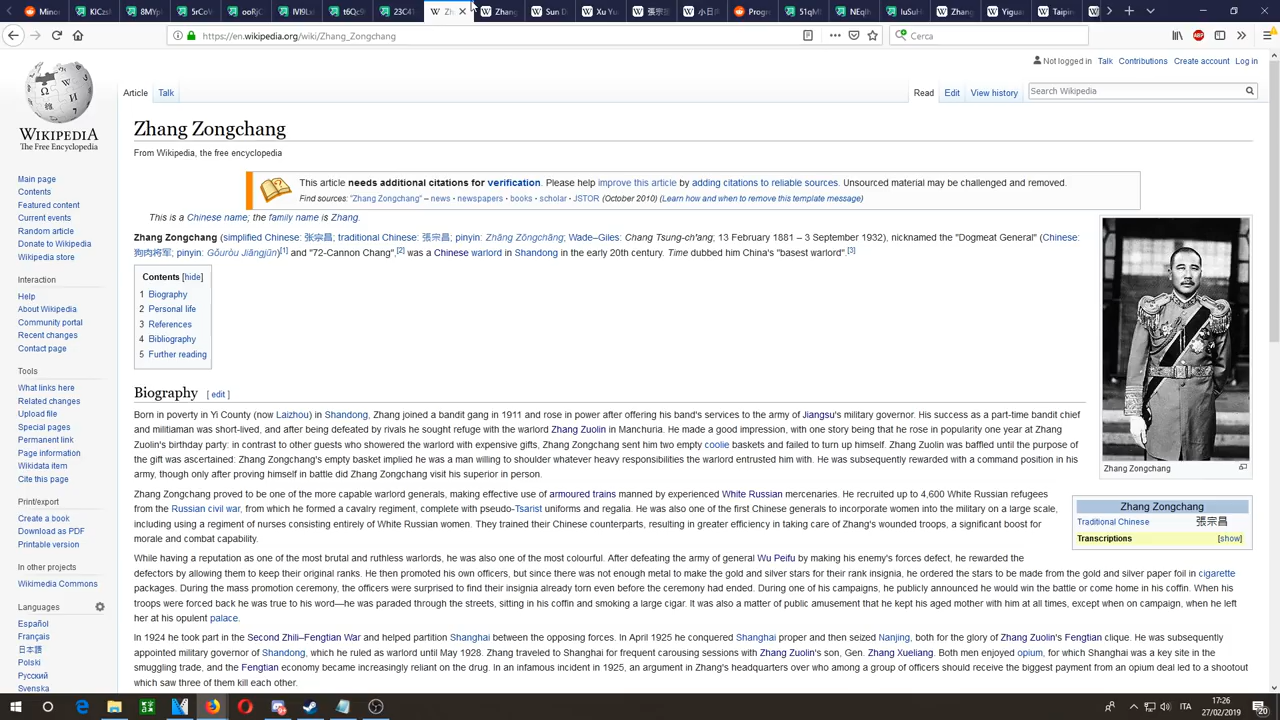 Minor
KICzal
8MYpi
ooRjC
IVl9Lx
t6Qc9
23C41
Zh
Zhang
Sun D
Xu Yu
張宗
小日
Promo
51qMl
NEqlk
IuSuH
Zhang
Yiguan
Taipin
https://en.wikipedia.org/wiki/Zhang_Zongchang
Cerca
Not logged in Talk Contributions Create account Log in
Article Talk
Read Edit View history
Search Wikipedia
WIKIPEDIA
The Free Encyclopedia
Zhang Zongchang
From Wikipedia, the free encyclopedia
This article needs additional citations for verification. Please help improve this article by adding citations to reliable sources. Unsourced material may be challenged and removed.
Find sources: "Zhang Zongchang" – news · newspapers · books · scholar · JSTOR (October 2010) (Learn how and when to remove this template message)
This is a Chinese name; the family name is Zhang.
Zhang Zongchang (simplified Chinese: 张宗昌; traditional Chinese: 張宗昌; pinyin: Zhāng Zōngchāng; Wade–Giles: Chang Tsung-ch'ang; 13 February 1881 – 3 September 1932), nicknamed the "Dogmeat General" (Chinese:
狗肉将军; pinyin: Gǒuròu Jiāngjūn)[1] and "72-Cannon Chang",[2] was a Chinese warlord in Shandong in the early 20th century. Time dubbed him China's "basest warlord".[3]
Contents [hide]
1 Biography
2 Personal life
3 References
4 Bibliography
5 Further reading
Zhang Zongchang
Biography [ edit ]
Born in poverty in Yi County (now Laizhou) in Shandong, Zhang joined a bandit gang in 1911 and rose in power after offering his band's services to the army of Jiangsu's military governor. His success as a part-time bandit chief
and militiaman was short-lived, and after being defeated by rivals he sought refuge with the warlord Zhang Zuolin in Manchuria. He made a good impression, with one story being that he rose in popularity one year at Zhang
Zuolin's birthday party: in contrast to other guests who showered the warlord with expensive gifts, Zhang Zongchang sent him two empty coolie baskets and failed to turn up himself. Zhang Zuolin was baffled until the purpose of
the gift was ascertained: Zhang Zongchang's empty basket implied he was a man willing to shoulder whatever heavy responsibilities the warlord entrusted him with. He was subsequently rewarded with a command position in his
army, though only after proving himself in battle did Zhang Zongchang visit his superior in person.
Zhang Zongchang proved to be one of the more capable warlord generals, making effective use of armoured trains manned by experienced White Russian mercenaries. He recruited up to 4,600 White Russian refugees
from the Russian civil war, from which he formed a cavalry regiment, complete with pseudo-Tsarist uniforms and regalia. He was also one of the first Chinese generals to incorporate women into the military on a large scale,
including using a regiment of nurses consisting entirely of White Russian women. They trained their Chinese counterparts, resulting in greater efficiency in taking care of Zhang's wounded troops, a significant boost for
morale and combat capability.
Zhang Zongchang
Traditional Chinese 張宗昌
Transcriptions [show]
While having a reputation as one of the most brutal and ruthless warlords, he was also one of the most colourful. After defeating the army of general Wu Peifu by making his enemy's forces defect, he rewarded the
defectors by allowing them to keep their original ranks. He then promoted his own officers, but since there was not enough metal to make the gold and silver stars for their rank insignia, he ordered the stars to be made from the gold and silver paper foil in cigarette
packages. During the mass promotion ceremony, the officers were surprised to find their insignia already torn even before the ceremony had ended. During one of his campaigns, he publicly announced he would win the battle or come home in his coffin. When his
troops were forced back he was true to his word—he was paraded through the streets, sitting in his coffin and smoking a large cigar. It was also a matter of public amusement that he kept his aged mother with him at all times, except when on campaign, when he left
her at his opulent palace.
In 1924 he took part in the Second Zhili–Fengtian War and helped partition Shanghai between the opposing forces. In April 1925 he conquered Shanghai proper and then seized Nanjing, both for the glory of Zhang Zuolin's Fengtian clique. He was subsequently
appointed military governor of Shandong, which he ruled as warlord until May 1928. Zhang traveled to Shanghai for frequent carousing sessions with Zhang Zuolin's son, Gen. Zhang Xueliang. Both men enjoyed opium, for which Shanghai was a key site in the
smuggling trade, and the Fengtian economy became increasingly reliant on the drug. In an infamous incident in 1925, an argument in Zhang's headquarters over who among a group of officers should receive the biggest payment from an opium deal led to a shootout
which saw three of them kill each other.
Main page
Contents
Featured content
Current events
Random article
Donate to Wikipedia
Wikipedia store
Interaction
Help
About Wikipedia
Community portal
Recent changes
Contact page
Tools
What links here
Related changes
Upload file
Special pages
Permanent link
Page information
Wikidata item
Cite this page
Print/export
Create a book
Download as PDF
Printable version
In other projects
Wikimedia Commons
Languages
Español
Français
日本語
Polski
Русский
Svenska
ITA
17:26
27/02/2019
20